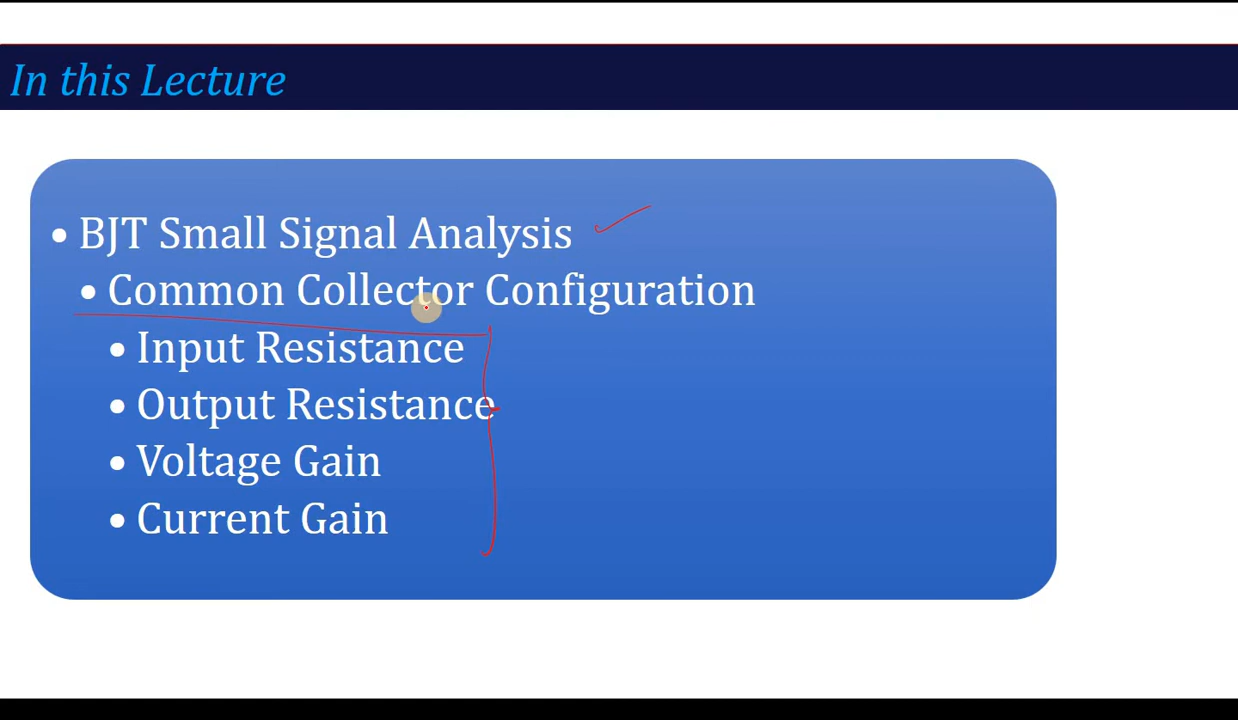 In this Lecture
• BJT Small Signal Analysis
• Common Collector Configuration
• Input Resistance
• Output Resistance
• Voltage Gain
• Current Gain